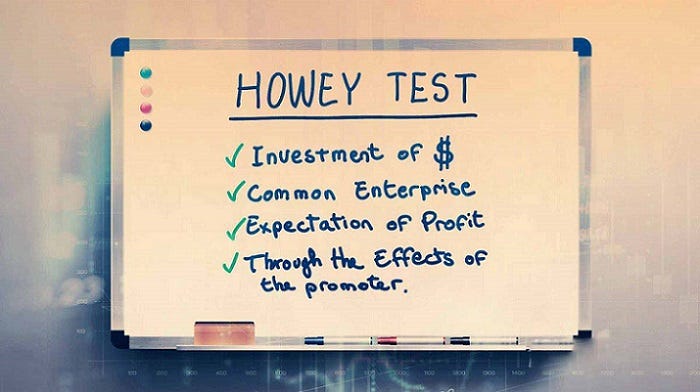 HOWEY TEST
✓ Investment of $
✓ Common Enterprise
✓ Expectation of Profit
✓ Through the Effects of
the promoter.